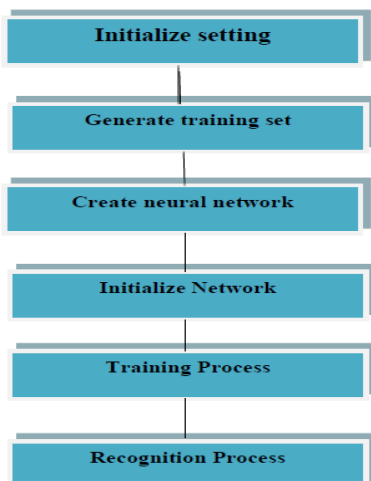 Initialize setting
Generate training set
Create neural network
Initialize Network
Training Process
Recognition Process